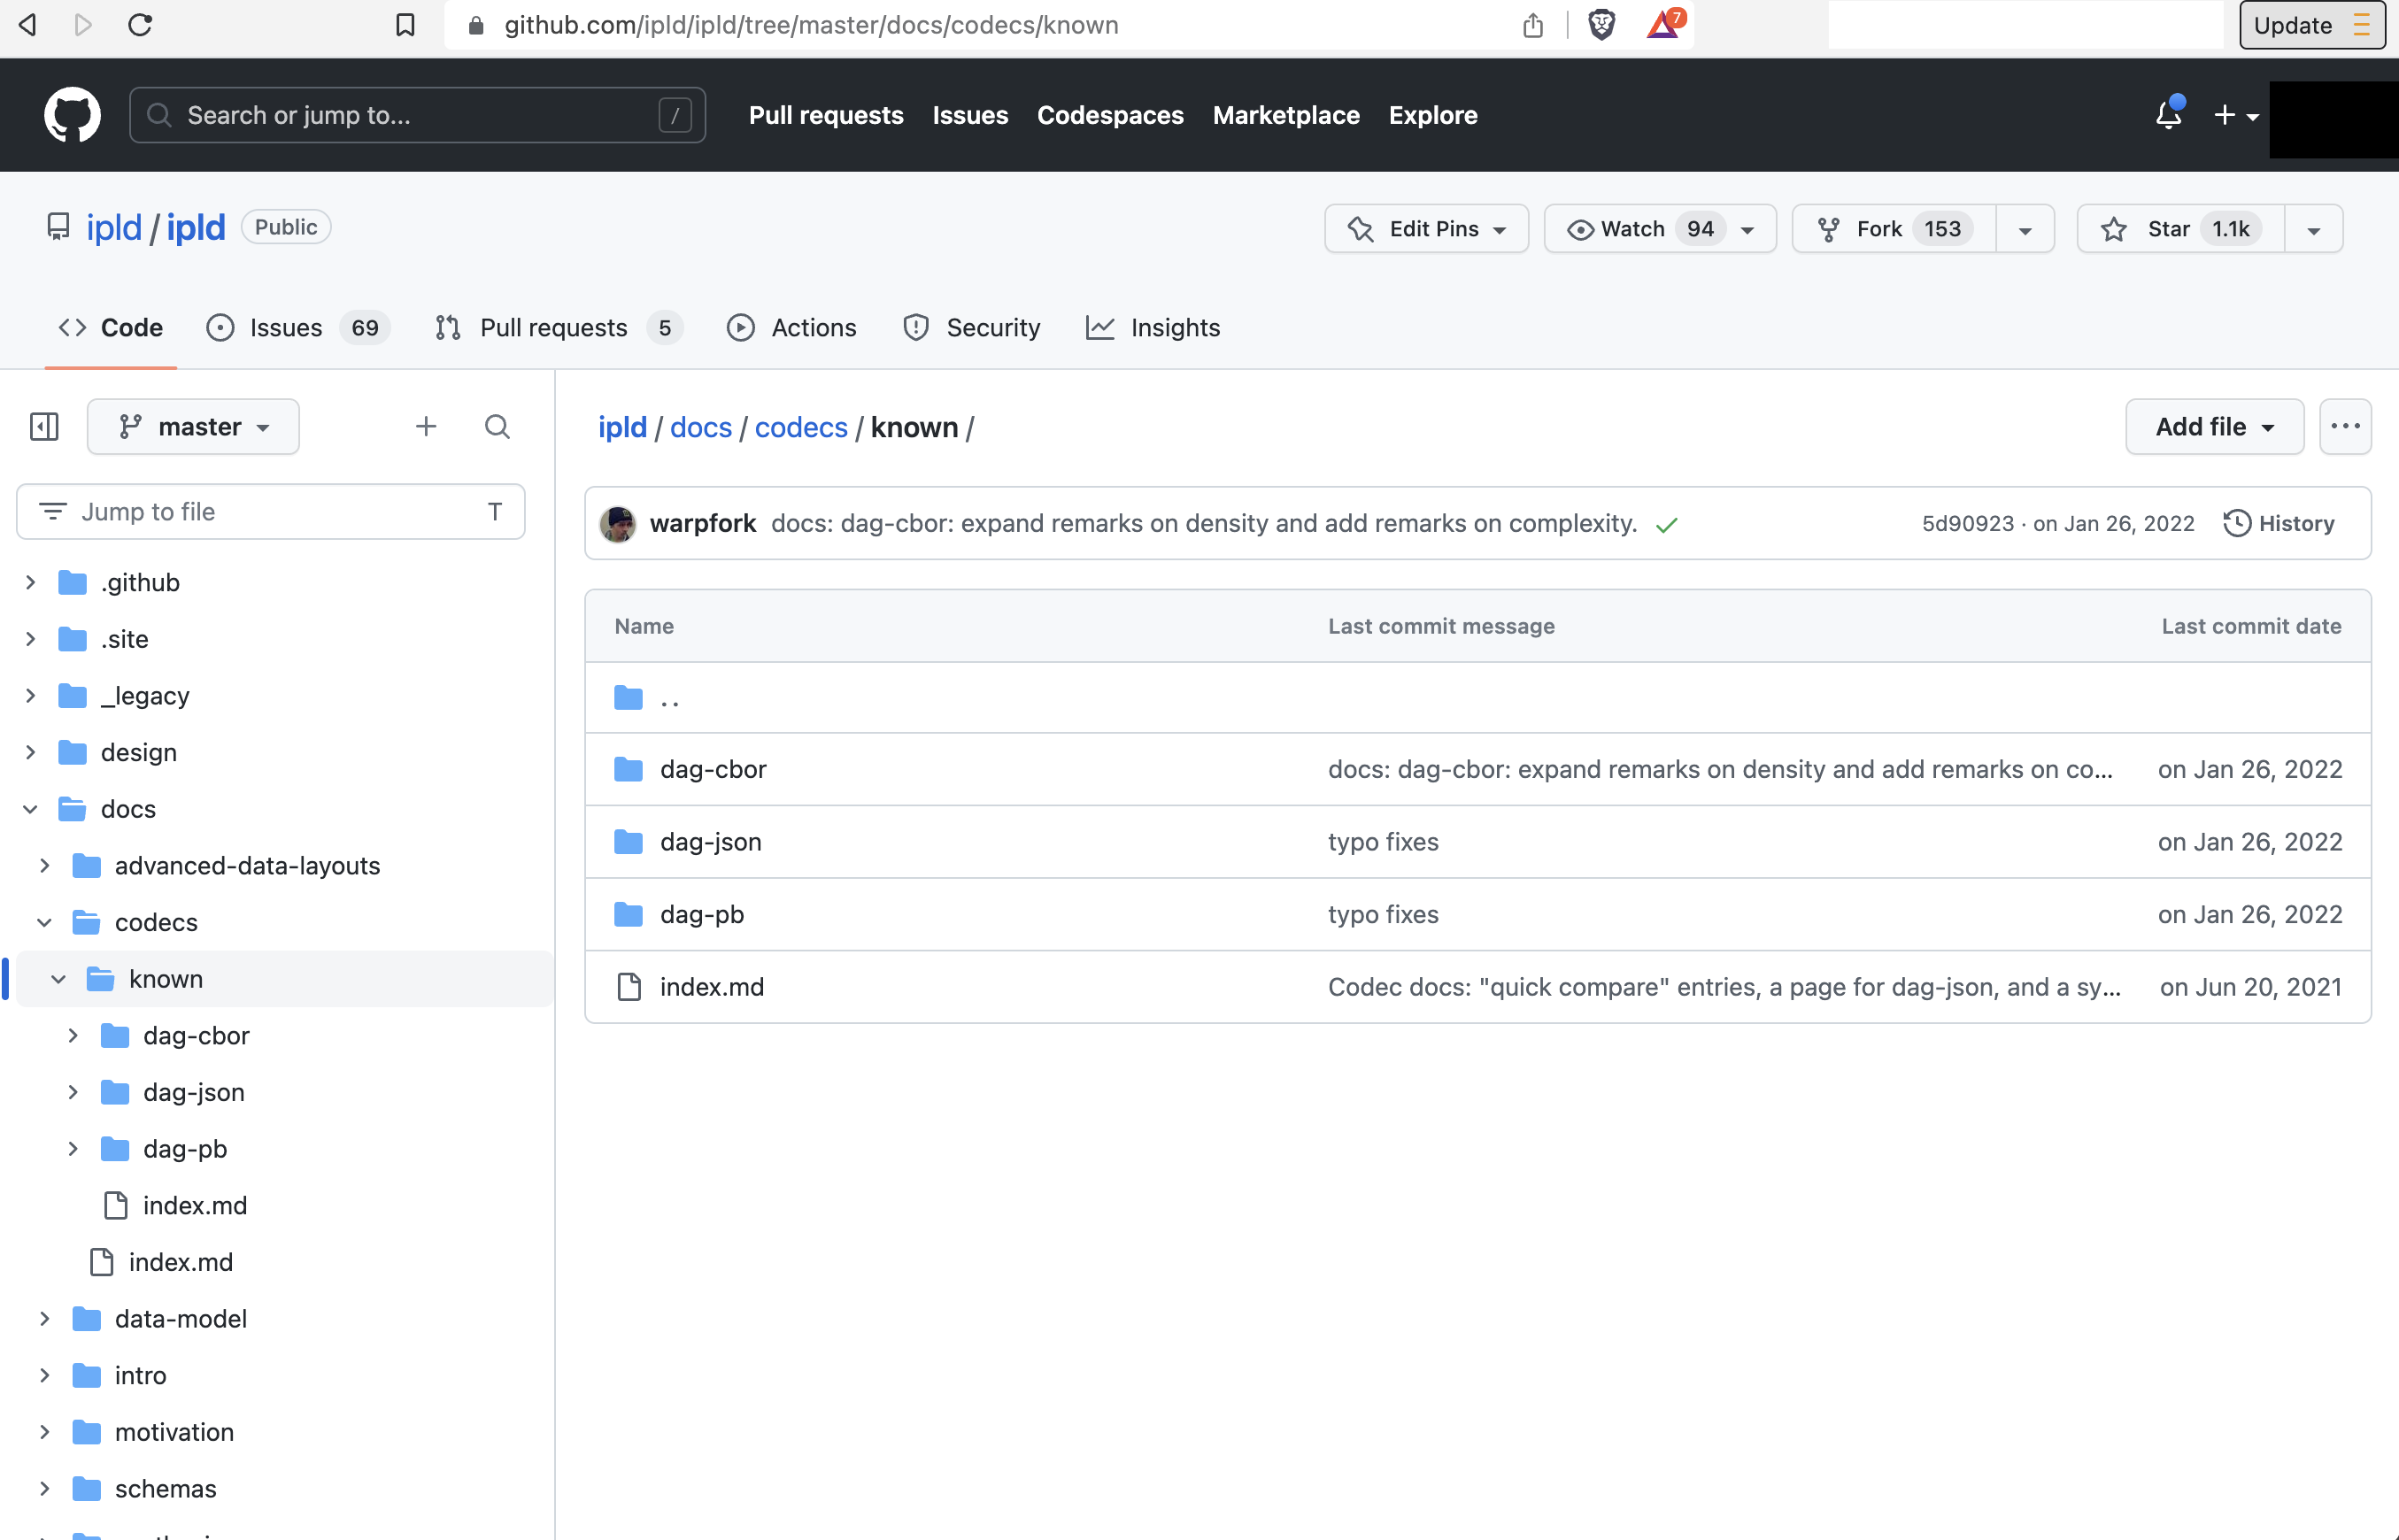 github.com/ipld/ipld/tree/master/docs/codecs/known
7
Update
Search or jump to... /
Pull requests Issues Codespaces Marketplace Explore
ipld / ipld Public
Edit Pins Watch 94 Fork 153 Star 1.1k
Code Issues 69 Pull requests 5 Actions Security Insights
master
Jump to file T
.github
.site
_legacy
design
docs
advanced-data-layouts
codecs
known
dag-cbor
dag-json
dag-pb
index.md
index.md
data-model
intro
motivation
schemas
ipld / docs / codecs / known /
Add file
warpfork docs: dag-cbor: expand remarks on density and add remarks on complexity.
5d90923 · on Jan 26, 2022 History
Name Last commit message Last commit date
..
dag-cbor docs: dag-cbor: expand remarks on density and add remarks on co... on Jan 26, 2022
dag-json typo fixes on Jan 26, 2022
dag-pb typo fixes on Jan 26, 2022
index.md Codec docs: "quick compare" entries, a page for dag-json, and a sy... on Jun 20, 2021